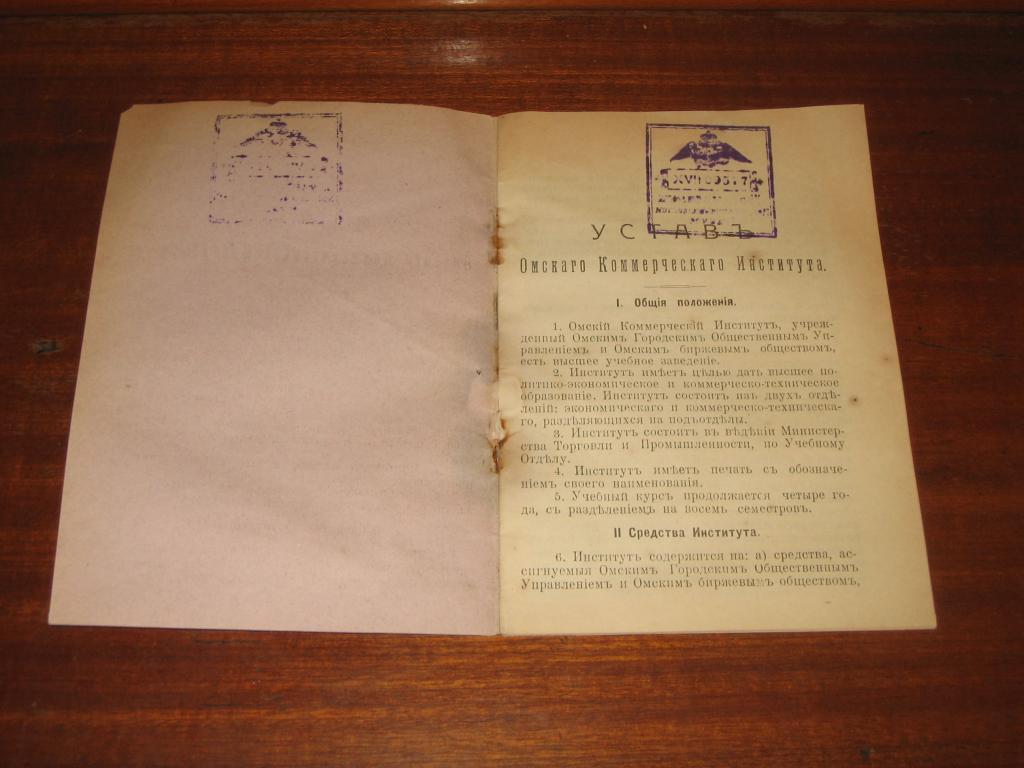 УСТАВЪ
Омскаго Коммерческаго Института.
I. Общія положенія.
1. Омскій Коммерческій Институтъ, учреж-
денный Омскимъ Городскимъ Общественнымъ Уп-
равленіемъ и Омскимъ биржевымъ обществомъ,
есть высшее учебное заведеніе.
2. Институтъ имѣетъ цѣлью дать высшее по-
литико-экономическое и коммерческо-техническое
образованіе. Институтъ состоитъ изъ двухъ отдѣ-
леній: экономическаго и коммерческо-техническа-
го, раздѣляющихся на подъотдѣлы.
3. Институтъ состоитъ въ вѣдѣніи Министер-
ства Торговли и Промышленности, по Учебному
Отдѣлу.
4. Институтъ имѣетъ печать съ обозначе-
ніемъ своего наименованія.
5. Учебный курсъ продолжается четыре го-
да, съ раздѣленіемъ на восемь семестровъ.
II Средства Института.
6. Институтъ содержится на: а) средства, ас-
сигнуемыя Омскимъ Городскимъ Общественнымъ
Управленіемъ и Омскимъ биржевымъ обществомъ,